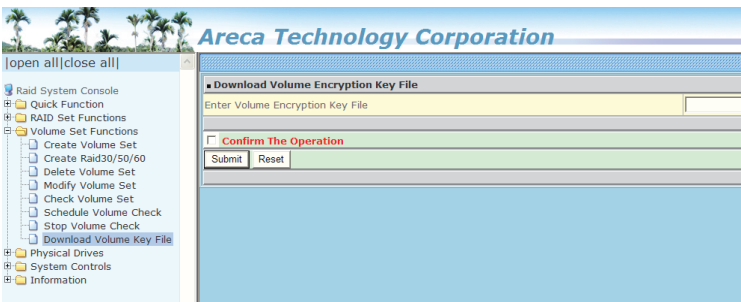 Areca Technology Corporation
|open all|close all|
Raid System Console
Quick Function
RAID Set Functions
Volume Set Functions
Create Volume Set
Create Raid30/50/60
Delete Volume Set
Modify Volume Set
Check Volume Set
Schedule Volume Check
Stop Volume Check
Download Volume Key File
Physical Drives
System Controls
Information
Download Volume Encryption Key File
Enter Volume Encryption Key File
Confirm The Operation
Submit Reset